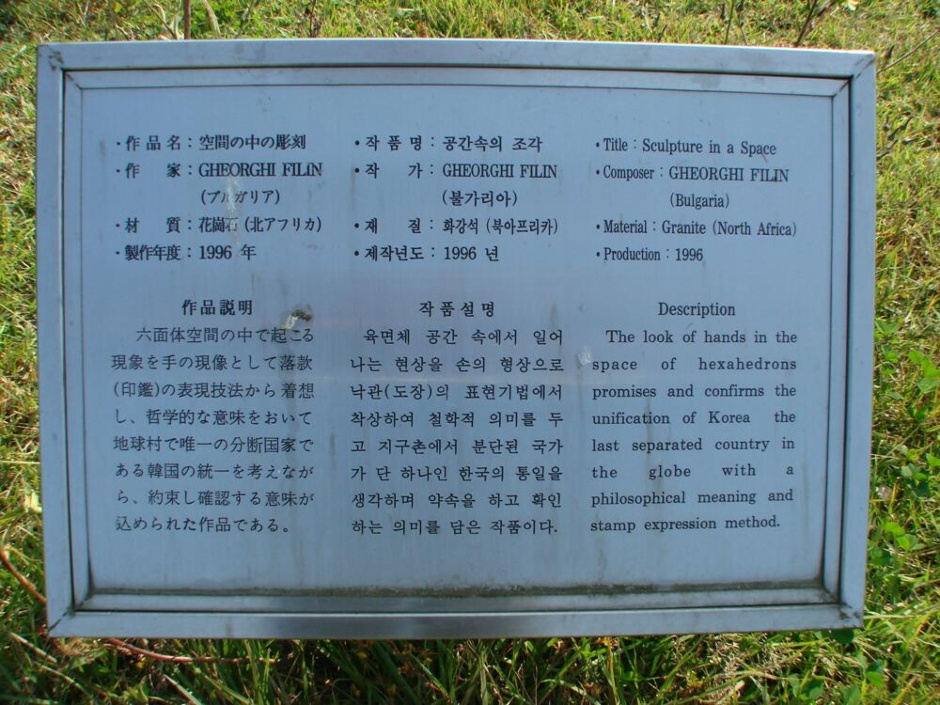 ・作品名：空間の中の彫刻
・作　家：GHEORGHI FILIN
(ブルガリア)
・材　質：花崗石 (北アフリカ)
・製作年度：1996 年
作品説明
六面体空間の中で起こる
現象を手の現像として落款
(印鑑)の表現技法から 着想
し、哲学的な意味をおいて
地球村で唯一の分断国家で
ある韓国の統一を考えなが
ら、約束し確認する意味が
込められた作品である。
・작 품 명 : 공간속의 조각
・작　가 : GHEORGHI FILIN
(불가리아)
・재　질 : 화강석 (북아프리카)
・제작년도 : 1996 년
작품설명
육면체 공간 속에서 일어
나는 현상을 손의 형상으로
낙관(도장)의 표현기법에서
착상하여 철학적 의미를 두
고 지구촌에서 분단된 국가
가 단 하나인 한국의 통일을
생각하며 약속을 하고 확인
하는 의미를 담은 작품이다.
・Title : Sculpture in a Space
・Composer : GHEORGHI FILIN
(Bulgaria)
・Material : Granite (North Africa)
・Production : 1996
Description
The look of hands in the
space of hexahedrons
promises and confirms the
unification of Korea the
last separated country in
the globe with a
philosophical meaning and
stamp expression method.